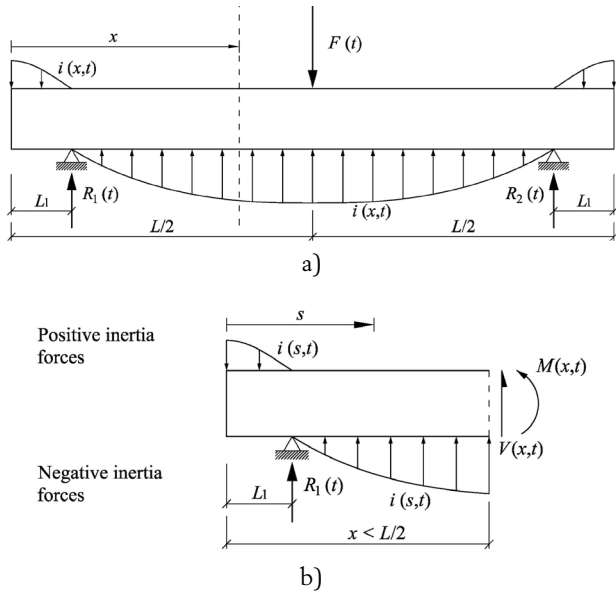 x
F (t)
i (x,t)
i (x,t)
R₁ (t)
R₂ (t)
L₁
i (x,t)
L₁
L/2
L/2
a)
s
Positive inertia
forces
i (s,t)
M(x,t)
V(x,t)
Negative inertia
forces
L₁
R₁ (t)
i (s,t)
x < L/2
b)